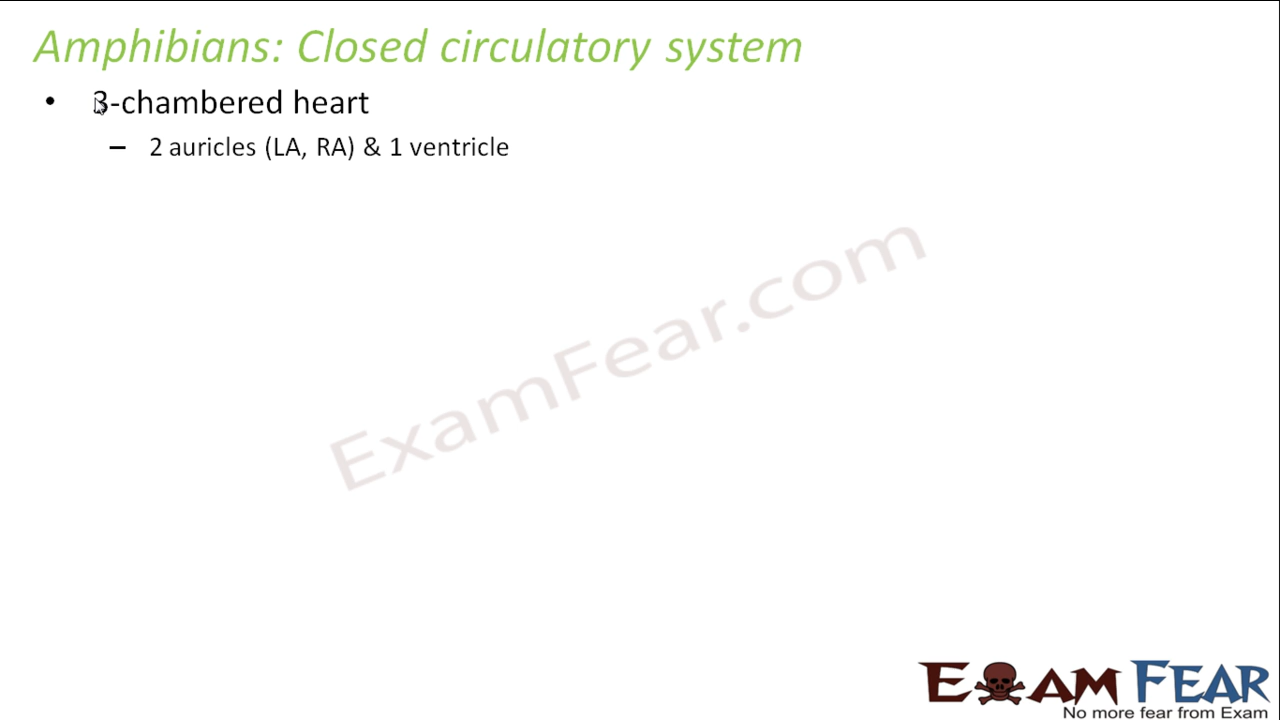 Amphibians: Closed circulatory system
• 3-chambered heart
– 2 auricles (LA, RA) & 1 ventricle
ExamFear.com
EXAM FEAR
No more fear from Exam